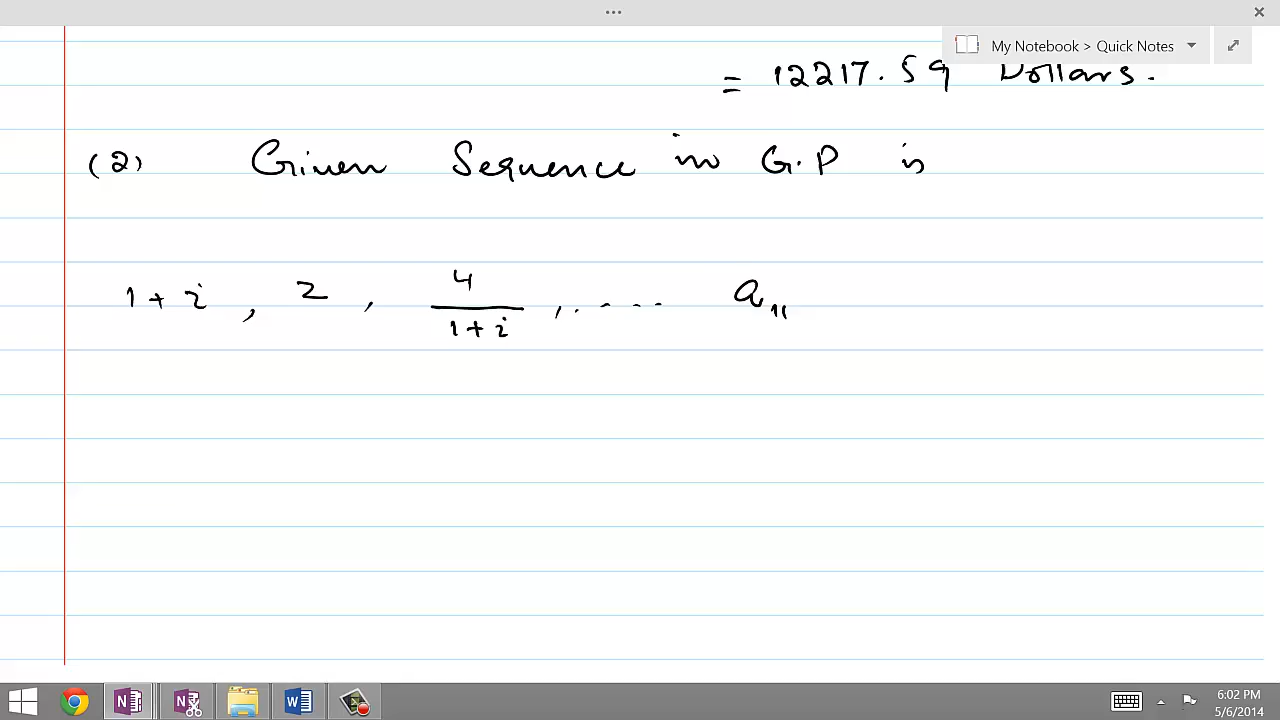 My Notebook > Quick Notes
= 12217.59 Dollars.
(2) Given Sequence in G.P is
1 + i , 2 , 4 / 1 + i , ..... a₁₁
6:02 PM
5/6/2014